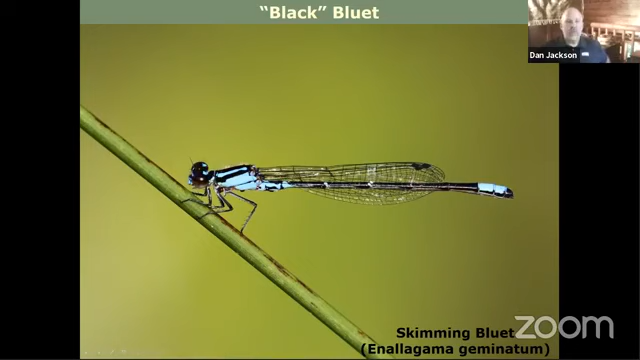 “Black” Bluet
Dan Jackson
Skimming Bluet
(Enallagama geminatum)
zoom